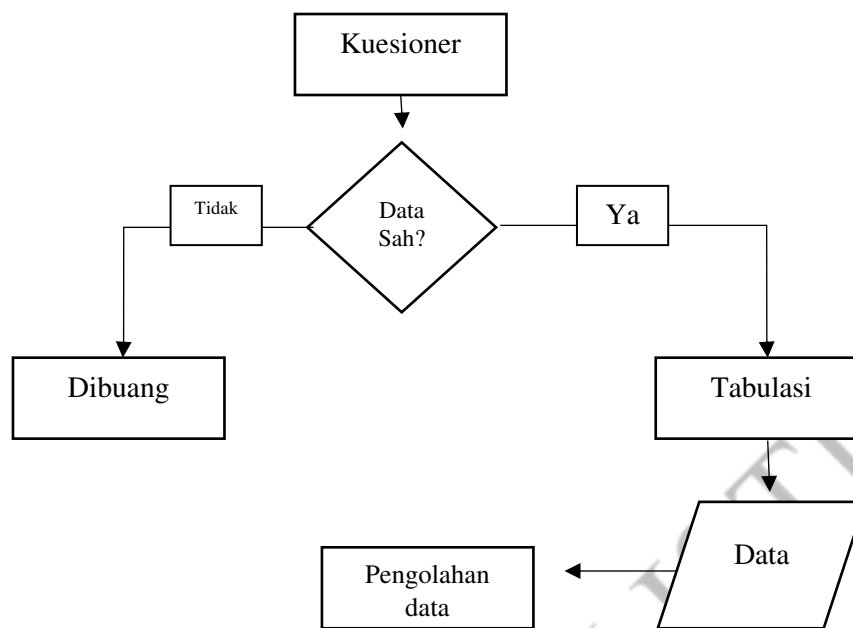 Kuesioner
Tidak
Data
Sah?
Ya
Dibuang
Tabulasi
Data
Pengolahan
data